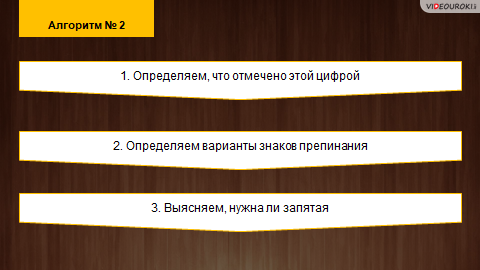 Алгоритм № 2
VIDEOUROKI
1. Определяем, что отмечено этой цифрой
2. Определяем варианты знаков препинания
3. Выясняем, нужна ли запятая